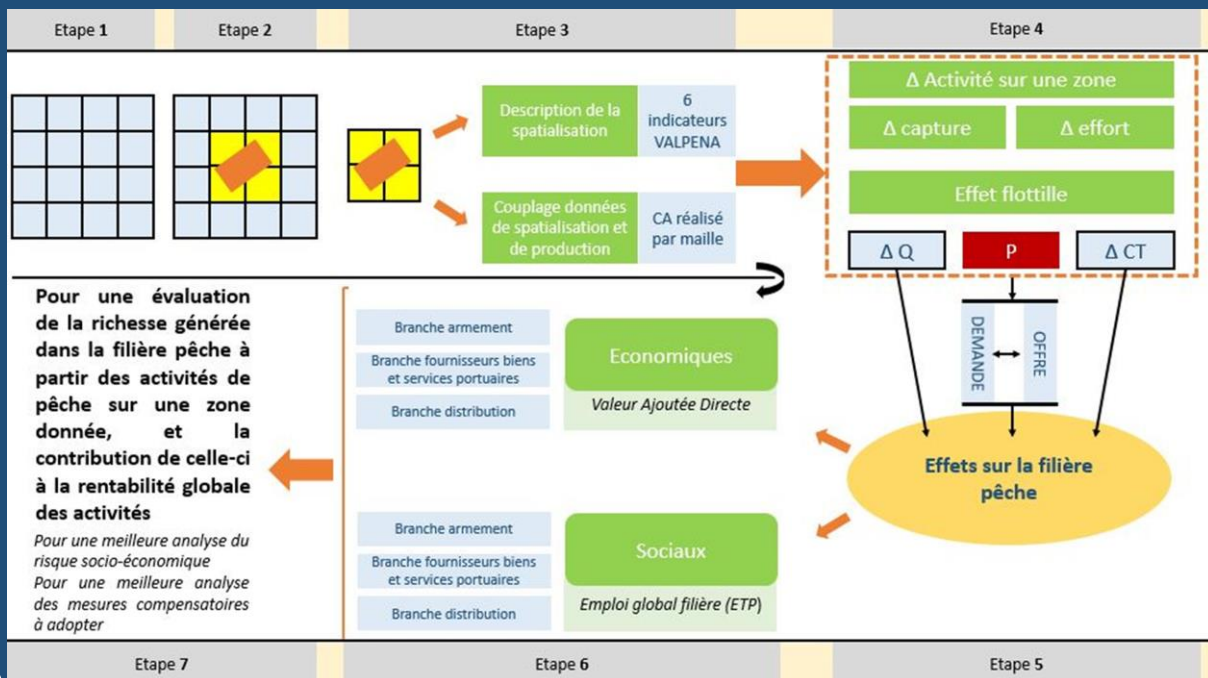 Etape 1
Etape 2
Etape 3
Etape 4
Description de la
spatialisation
6
indicateurs
VALPENA
Couplage données
de spatialisation et
de production
CA réalisé
par maille
Δ Activité sur une zone
Δ capture
Δ effort
Effet flottille
Δ Q
P
Δ CT
DEMANDE
OFFRE
Effets sur la filière
pêche
Economiques
Valeur Ajoutée Directe
Branche armement
Branche fournisseurs biens
et services portuaires
Branche distribution
Sociaux
Emploi global filière (ETP)
Branche armement
Branche fournisseurs biens
et services portuaires
Branche distribution
Pour une évaluation
de la richesse générée
dans la filière pêche à
partir des activités de
pêche sur une zone
donnée, et la
contribution de celle-ci
à la rentabilité globale
des activités
Pour une meilleure analyse du
risque socio-économique
Pour une meilleure analyse
des mesures compensatoires
à adopter
Etape 7
Etape 6
Etape 5